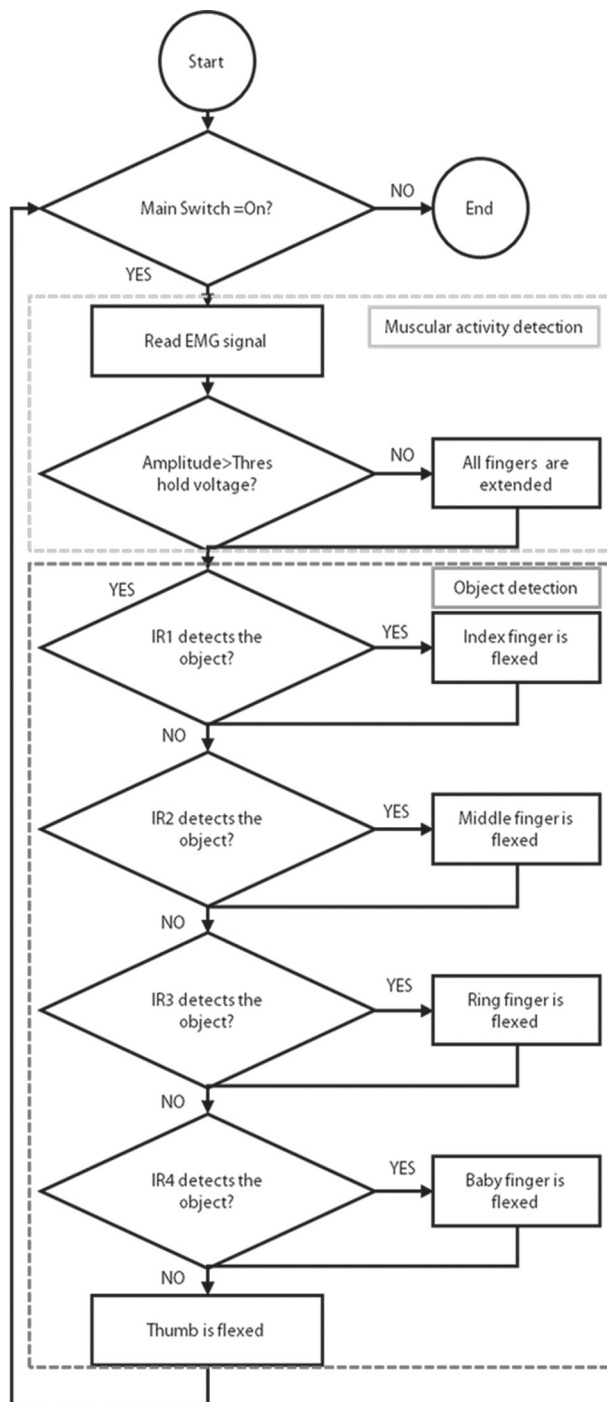 Start
Main Switch =On?
NO
End
YES
Muscular activity detection
Read EMG signal
Amplitude>Thres
hold voltage?
NO
All fingers are
extended
YES
Object detection
IR1 detects the
object?
YES
Index finger is
flexed
NO
IR2 detects the
object?
YES
Middle finger is
flexed
NO
IR3 detects the
object?
YES
Ring finger is
flexed
NO
IR4 detects the
object?
YES
Baby finger is
flexed
NO
Thumb is flexed